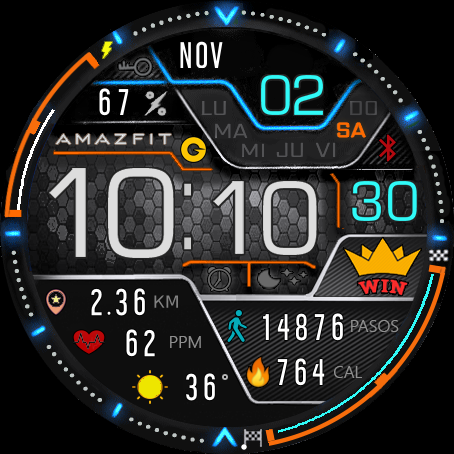 NOV
67 %
02
LU MA MI JU VI SA DO
AMAZFIT
10:10
30
WIN
2.36 KM
62 PPM
36°
14876 PASOS
764 CAL